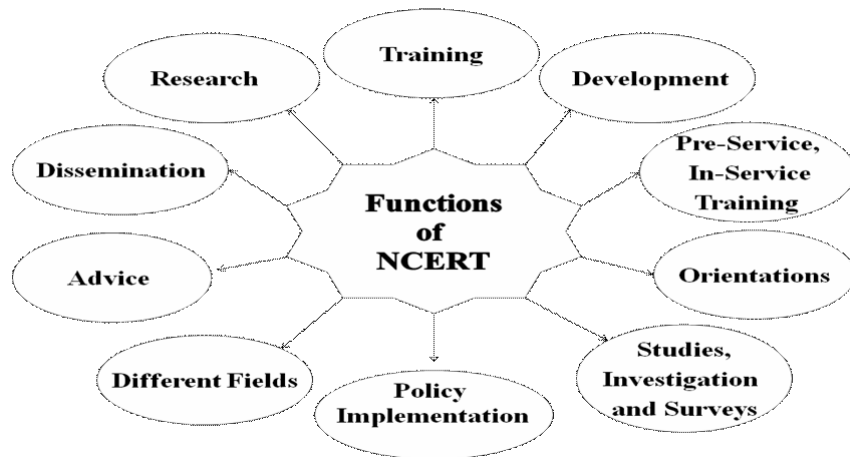 Training
Research
Development
Dissemination
Pre-Service,
In-Service
Training
Functions
of
NCERT
Advice
Orientations
Different Fields
Policy
Implementation
Studies,
Investigation
and Surveys